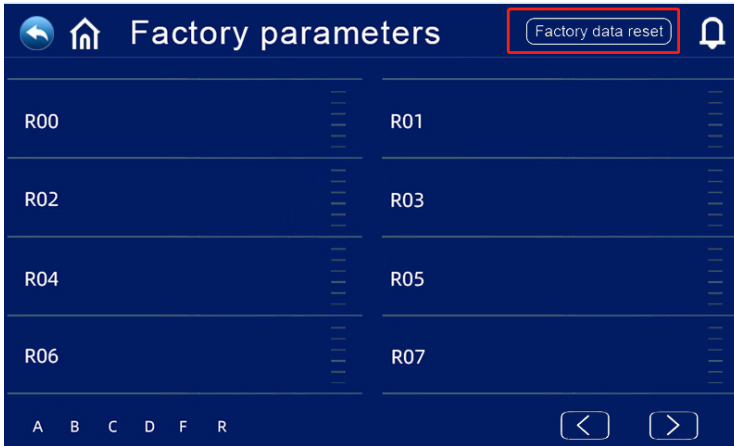 Factory parameters
Factory data reset
R00
R01
R02
R03
R04
R05
R06
R07
A B C D F R